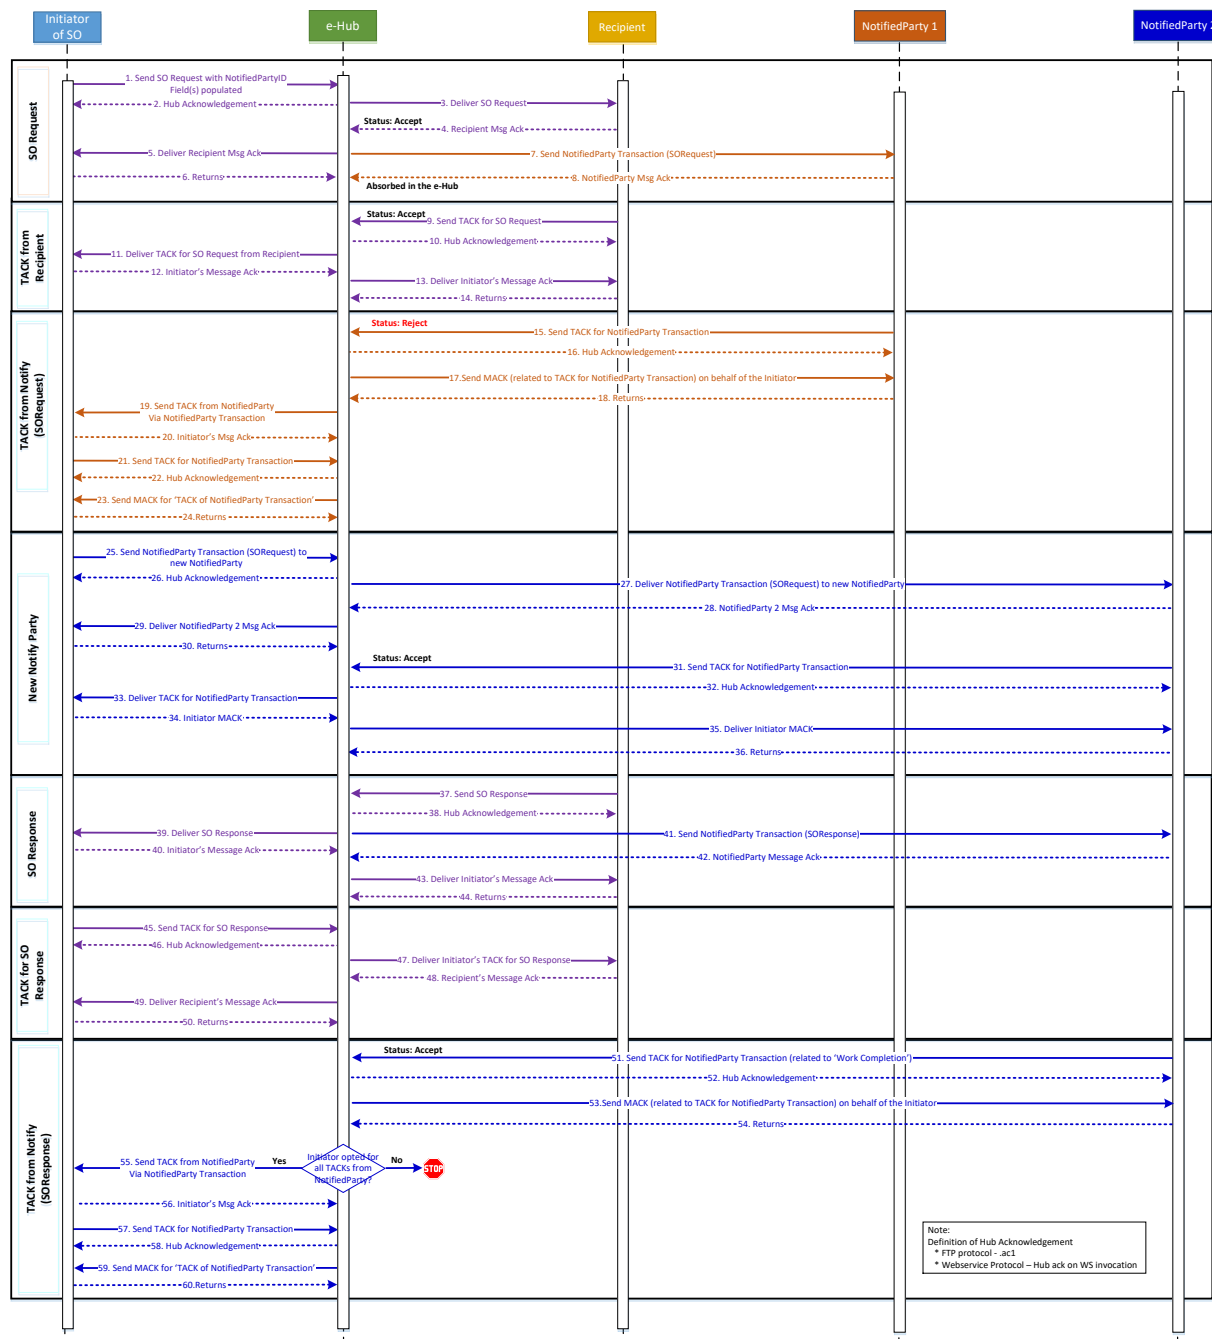 Initiator
of SO
e-Hub
Recipient
NotifiedParty 1
NotifiedParty 2
SO Request
1. Send SO Request with NotifiedPartyID
Field(s) populated
2. Hub Acknowledgement
3. Deliver SO Request
Status: Accept
4. Recipient Msg Ack
5. Deliver Recipient Msg Ack
7. Send NotifiedParty Transaction (SORequest)
6. Returns
8. NotifiedParty Msg Ack
Absorbed in the e-Hub
TACK from
Recipient
Status: Accept
9. Send TACK for SO Request
10. Hub Acknowledgement
11. Deliver TACK for SO Request from Recipient
12. Initiator's Message Ack
13. Deliver Initiator's Message Ack
14. Returns
TACK from Notify
(SORequest)
Status: Reject
15. Send TACK for NotifiedParty Transaction
16. Hub Acknowledgement
17.Send MACK (related to TACK for NotifiedParty Transaction) on behalf of the Initiator
18. Returns
19. Send TACK from NotifiedParty
Via NotifiedParty Transaction
20. Initiator's Msg Ack
21. Send TACK for NotifiedParty Transaction
22. Hub Acknowledgement
23. Send MACK for 'TACK of NotifiedParty Transaction'
24.Returns
New Notify Party
25. Send NotifiedParty Transaction (SORequest) to
new NotifiedParty
26. Hub Acknowledgement
27. Deliver NotifiedParty Transaction (SORequest) to new NotifiedParty
28. NotifiedParty 2 Msg Ack
29. Deliver NotifiedParty 2 Msg Ack
30. Returns
Status: Accept
31. Send TACK for NotifiedParty Transaction
32. Hub Acknowledgement
33. Deliver TACK for NotifiedParty Transaction
34. Initiator MACK
35. Deliver Initiator MACK
36. Returns
SO Response
37. Send SO Response
38. Hub Acknowledgement
39. Deliver SO Response
41. Send NotifiedParty Transaction (SOResponse)
40. Initiator's Message Ack
42. NotifiedParty Message Ack
43. Deliver Initiator's Message Ack
44. Returns
TACK for SO
Response
45. Send TACK for SO Response
46. Hub Acknowledgement
47. Deliver Initiator's TACK for SO Response
48. Recipient's Message Ack
49. Deliver Recipient's Message Ack
50. Returns
TACK from Notify
(SOResponse)
Status: Accept
51. Send TACK for NotifiedParty Transaction (related to 'Work Completion')
52. Hub Acknowledgement
53.Send MACK (related to TACK for NotifiedParty Transaction) on behalf of the Initiator
54. Returns
Initiator opted for
all TACKs from
NotifiedParty?
Yes
No
STOP
55. Send TACK from NotifiedParty
Via NotifiedParty Transaction
56. Initiator's Msg Ack
57. Send TACK for NotifiedParty Transaction
58. Hub Acknowledgement
59. Send MACK for 'TACK of NotifiedParty Transaction'
60.Returns
Note:
Definition of Hub Acknowledgement
* FTP protocol - .ac1
* Webservice Protocol – Hub ack on WS invocation